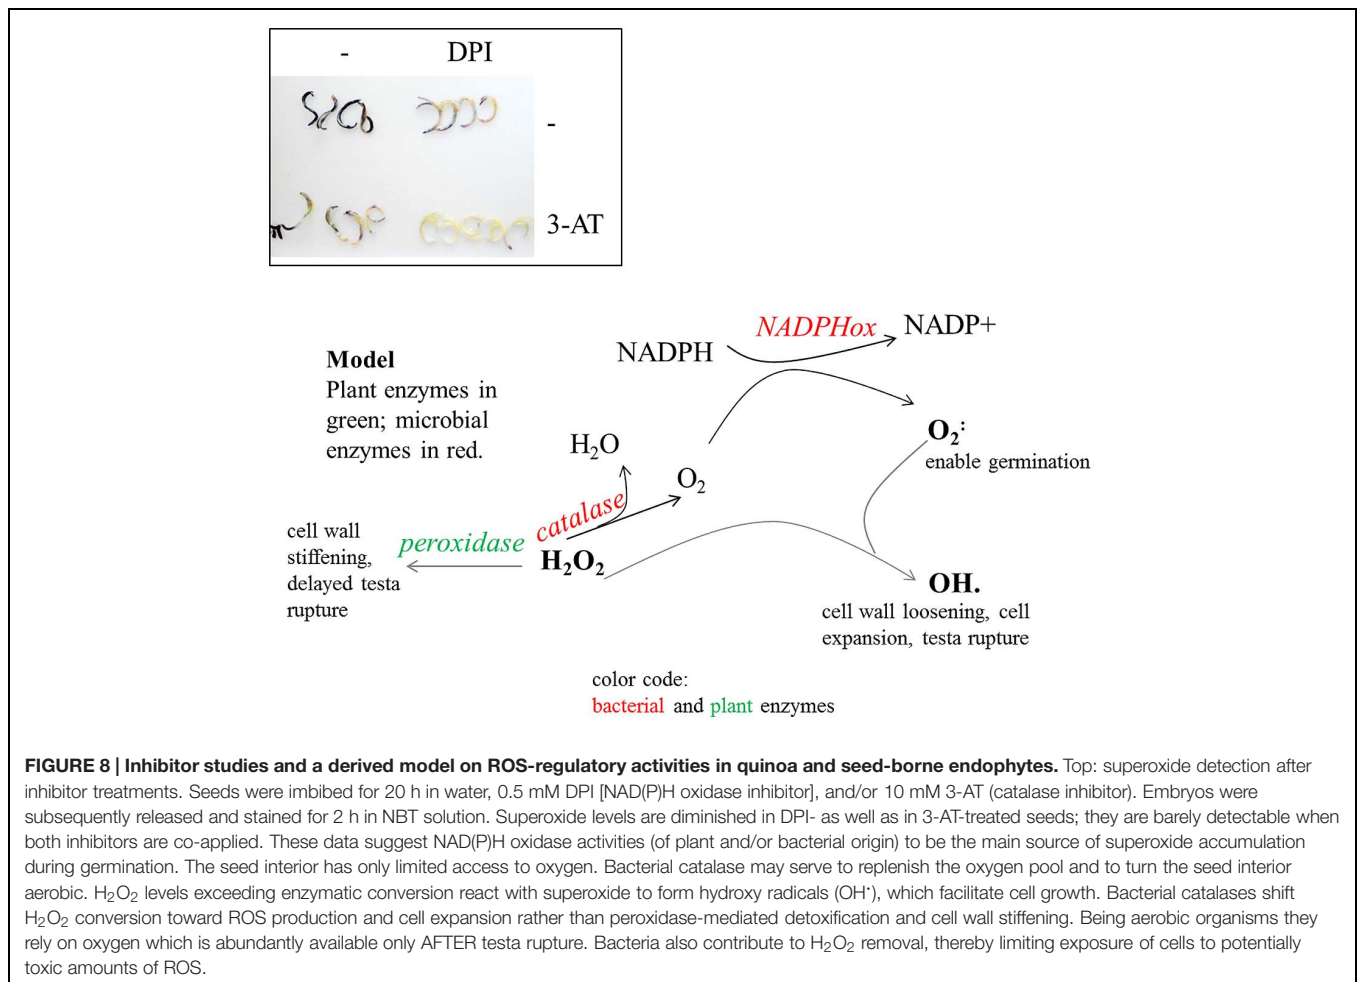 - DPI
-
3-AT
NADPHox NADP+
NADPH
Model
Plant enzymes in
green; microbial
enzymes in red.
H₂O
O₂:
enable germination
O₂
catalase
cell wall
stiffening,
delayed testa
rupture
peroxidase
H₂O₂
OH.
cell wall loosening, cell
expansion, testa rupture
color code:
bacterial and plant enzymes
FIGURE 8 | Inhibitor studies and a derived model on ROS-regulatory activities in quinoa and seed-borne endophytes. Top: superoxide detection after
inhibitor treatments. Seeds were imbibed for 20 h in water, 0.5 mM DPI [NAD(P)H oxidase inhibitor], and/or 10 mM 3-AT (catalase inhibitor). Embryos were
subsequently released and stained for 2 h in NBT solution. Superoxide levels are diminished in DPI- as well as in 3-AT-treated seeds; they are barely detectable when
both inhibitors are co-applied. These data suggest NAD(P)H oxidase activities (of plant and/or bacterial origin) to be the main source of superoxide accumulation
during germination. The seed interior has only limited access to oxygen. Bacterial catalase may serve to replenish the oxygen pool and to turn the seed interior
aerobic. H₂O₂ levels exceeding enzymatic conversion react with superoxide to form hydroxy radicals (OH˙), which facilitate cell growth. Bacterial catalases shift
H₂O₂ conversion toward ROS production and cell expansion rather than peroxidase-mediated detoxification and cell wall stiffening. Being aerobic organisms they
rely on oxygen which is abundantly available only AFTER testa rupture. Bacteria also contribute to H₂O₂ removal, thereby limiting exposure of cells to potentially
toxic amounts of ROS.